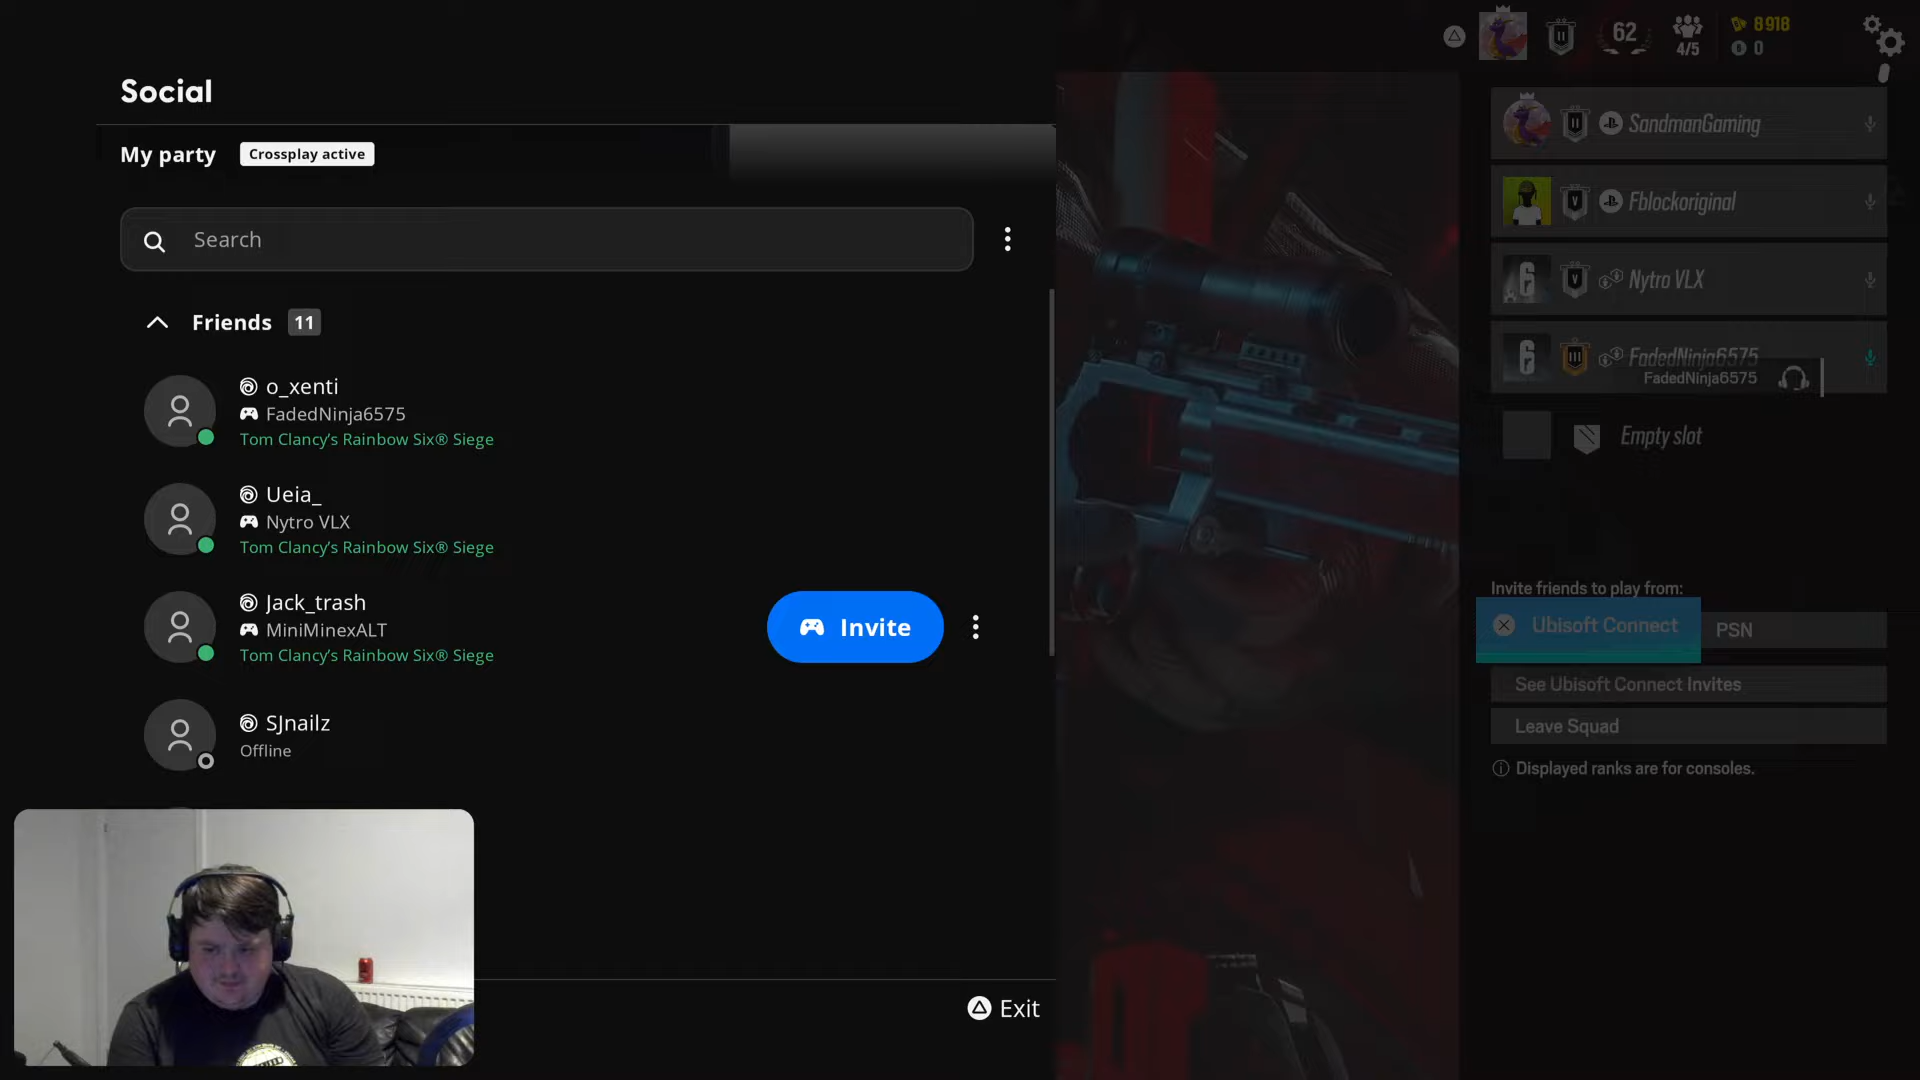 Social
My party
Crossplay active
Search
Friends 11
o_xenti
FadedNinja6575
Tom Clancy’s Rainbow Six® Siege
Ueia_
Nytro VLX
Tom Clancy’s Rainbow Six® Siege
Jack_trash
MiniMinexALT
Tom Clancy’s Rainbow Six® Siege
Invite
SJnailz
Offline
Exit
62
4/5
8 918
0
SandmanGaming
Fblockoriginal
Nytro VLX
FadedNinja6575
FadedNinja6575
Empty slot
Invite friends to play from:
Ubisoft Connect
PSN
See Ubisoft Connect Invites
Leave Squad
Displayed ranks are for consoles.